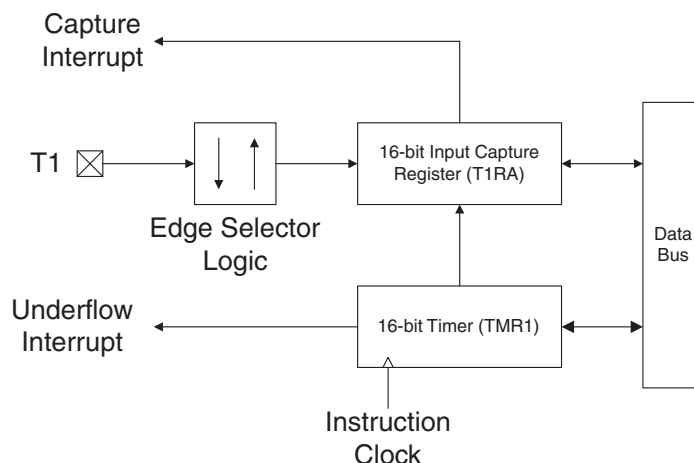 Capture
Interrupt
T1
16-bit Input Capture
Register (T1RA)
Edge Selector
Logic
Data
Bus
Underflow
Interrupt
16-bit Timer (TMR1)
Instruction
Clock